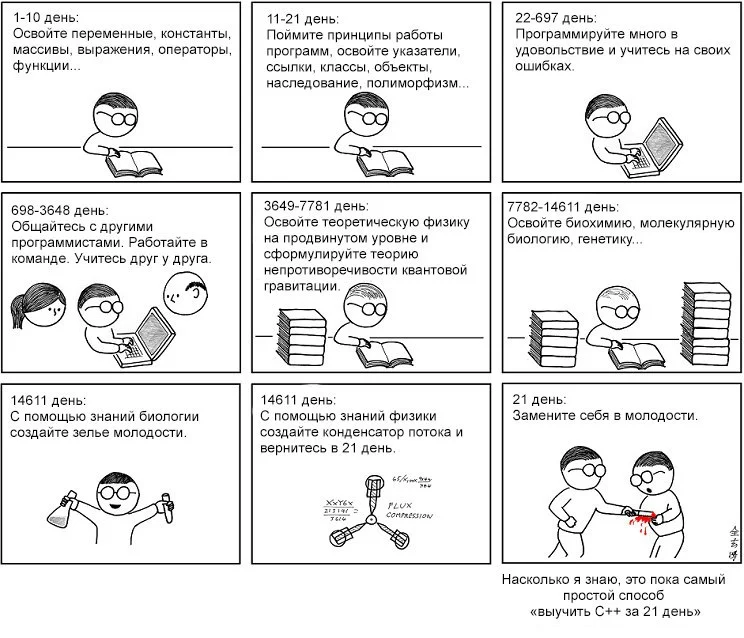 1-10 день:
Освойте переменные, константы,
массивы, выражения, операторы,
функции...
11-21 день:
Поймите принципы работы
программ, освойте указатели,
ссылки, классы, объекты,
наследование, полиморфизм...
22-697 день:
Программируйте много в
удовольствие и учитесь на своих
ошибках.
698-3648 день:
Общайтесь с другими
программистами. Работайте в
команде. Учитесь друг у друга.
3649-7781 день:
Освойте теоретическую физику
на продвинутом уровне и
сформулируйте теорию
непротиворечивости квантовой
гравитации.
7782-14611 день:
Освойте биохимию, молекулярную
биологию, генетику...
14611 день:
С помощью знаний биологии
создайте зелье молодости.
14611 день:
С помощью знаний физики
создайте конденсатор потока и
вернитесь в 21 день.
FLUX
COMPRESSION
21 день:
Замените себя в молодости.
Насколько я знаю, это пока самый
простой способ
«выучить C++ за 21 день»